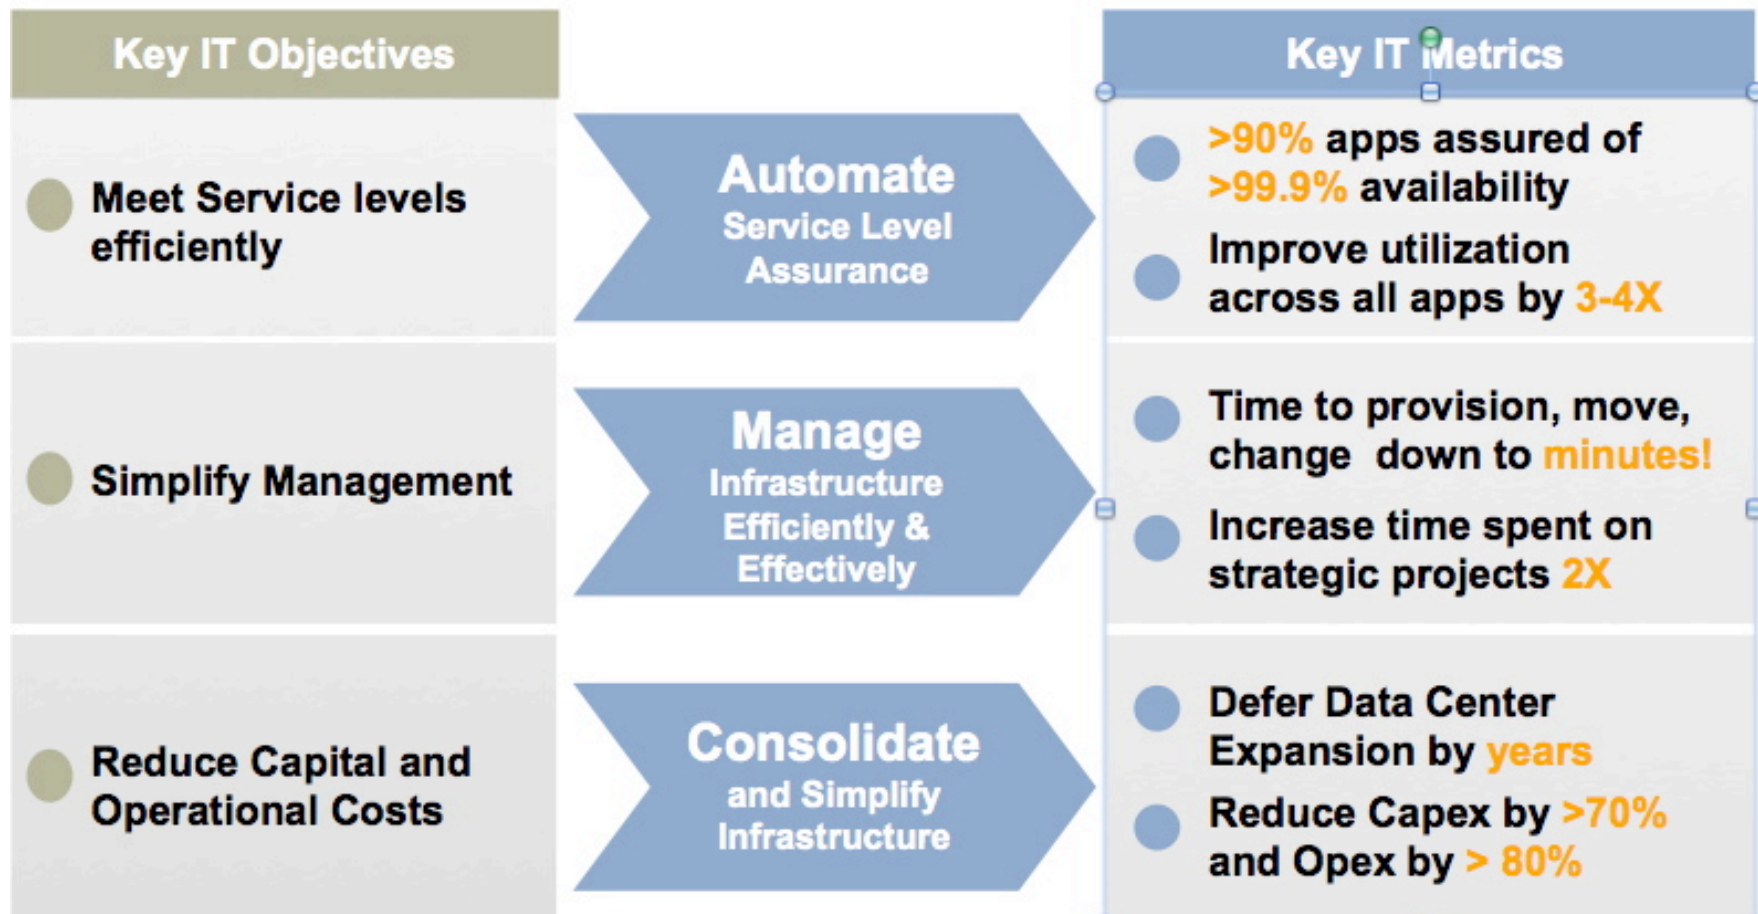 Key IT Objectives
Key IT Metrics
Meet Service levels
efficiently
Automate
Service Level
Assurance
>90% apps assured of
>99.9% availability
Improve utilization
across all apps by 3-4X
Simplify Management
Manage
Infrastructure
Efficiently &
Effectively
Time to provision, move,
change  down to minutes!
Increase time spent on
strategic projects 2X
Reduce Capital and
Operational Costs
Consolidate
and Simplify
Infrastructure
Defer Data Center
Expansion by years
Reduce Capex by >70%
and Opex by > 80%